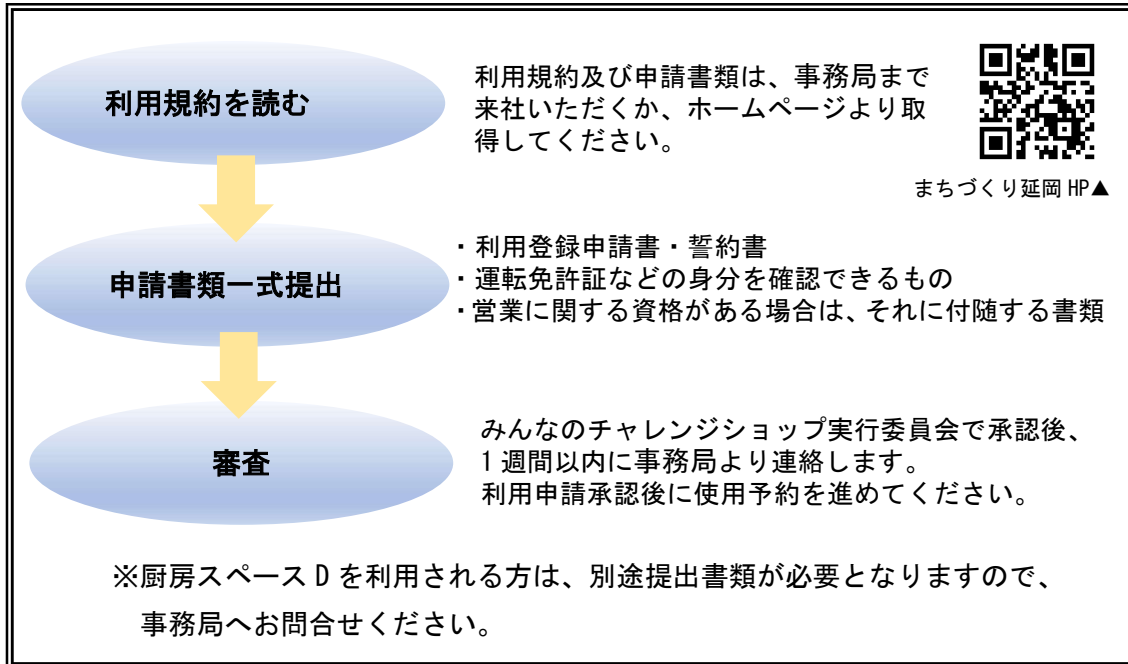 利用規約を読む
利用規約及び申請書類は、事務局まで
来社いただくか、ホームページより取
得してください。
まちづくり延岡 HP▲
申請書類一式提出
・利用登録申請書・誓約書
・運転免許証などの身分を確認できるもの
・営業に関する資格がある場合は、それに付随する書類
審査
みんなのチャレンジショップ実行委員会で承認後、
1 週間以内に事務局より連絡します。
利用申請承認後に使用予約を進めてください。
※厨房スペース D を利用される方は、別途提出書類が必要となりますので、
事務局へお問合せください。